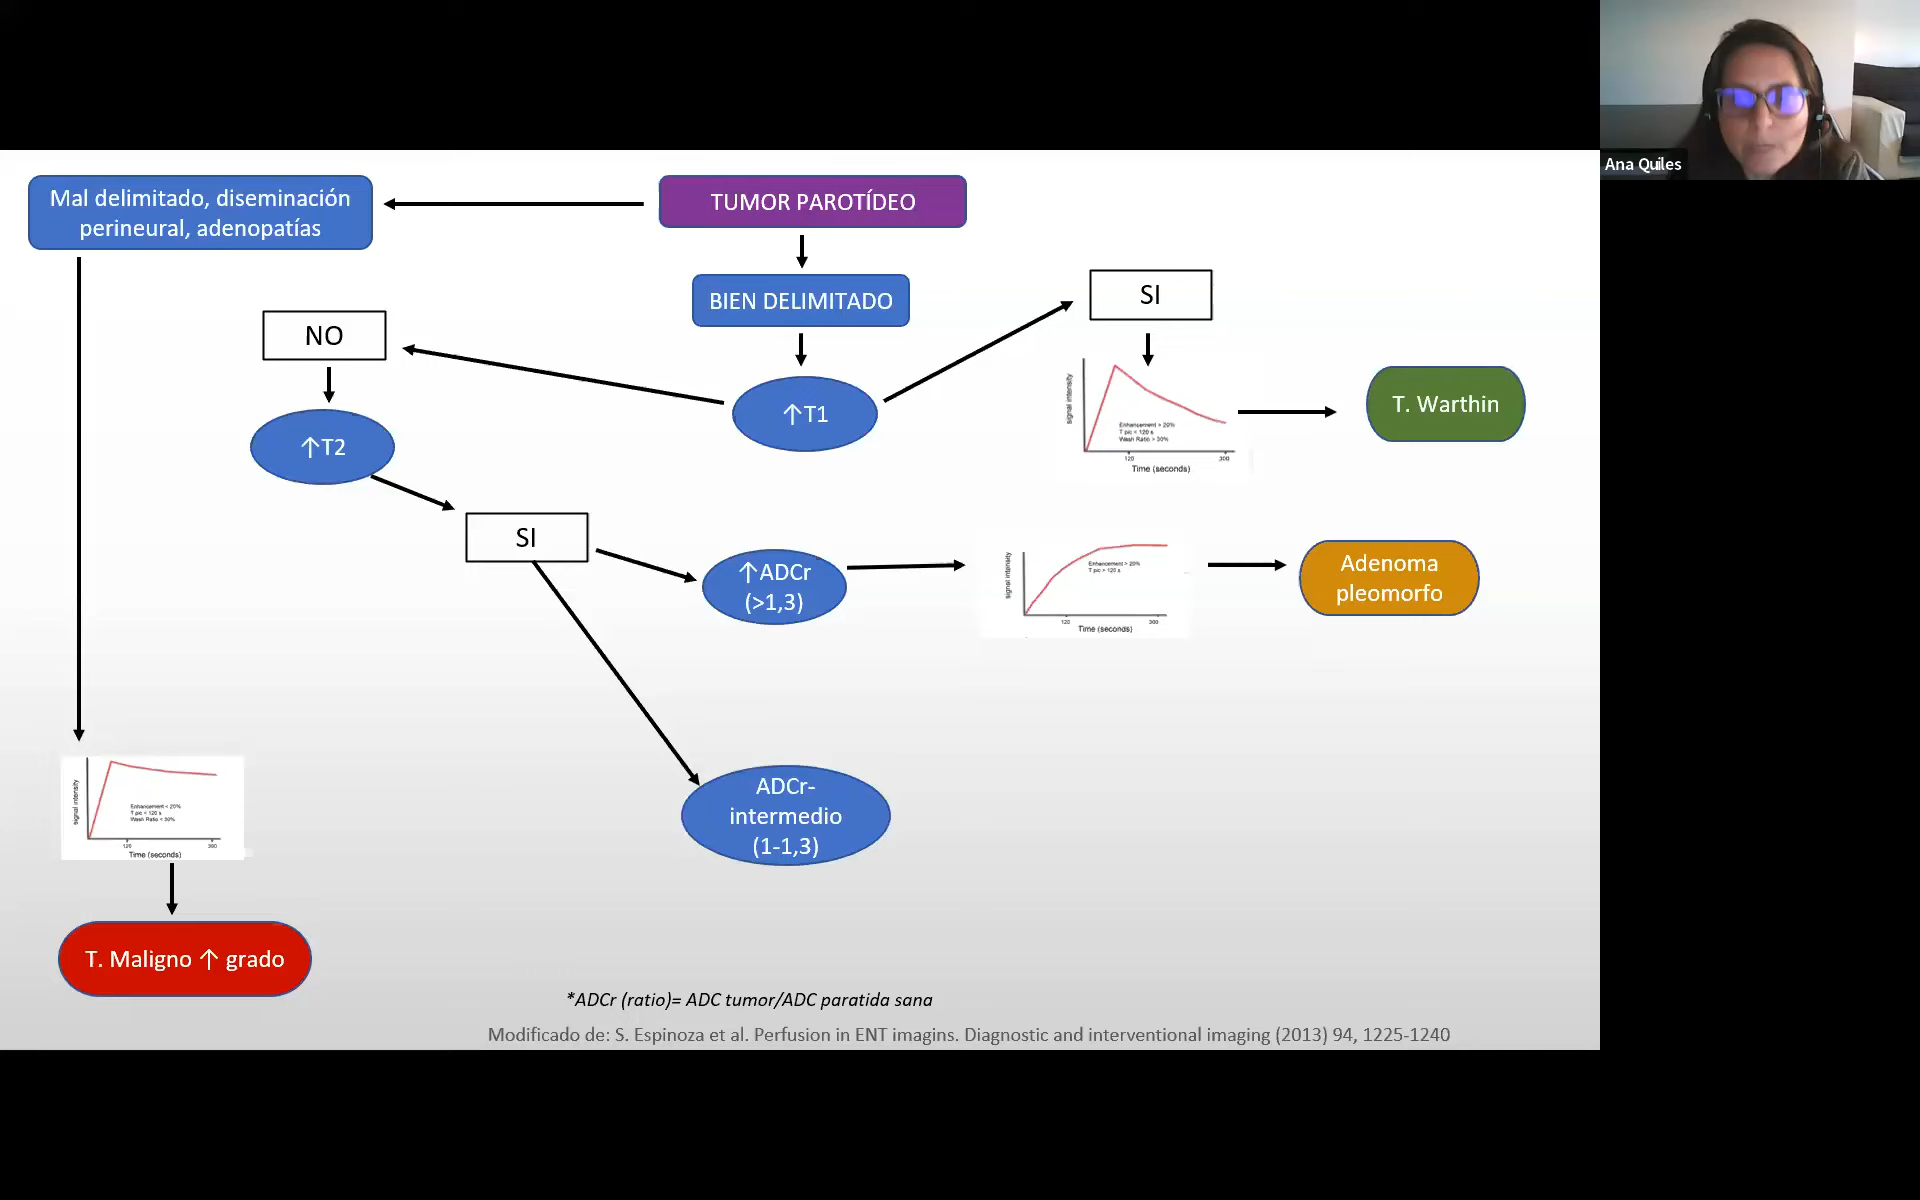 Ana Quiles
Mal delimitado, diseminación
perineural, adenopatías
TUMOR PAROTÍDEO
BIEN DELIMITADO
SI
NO
↑T1
↑T2
signal intensity
Enhancement > 20%
T pic < 120 s
Wash Ratio > 30%
120 300
Time (seconds)
T. Warthin
SI
↑ADCr
(>1,3)
signal intensity
Enhancement > 20%
T pic > 120 s
120 300
Time (seconds)
Adenoma
pleomorfo
ADCr-
intermedio
(1-1,3)
signal intensity
Enhancement < 20%
T pic < 120 s
Wash Ratio < 30%
120 300
Time (seconds)
T. Maligno ↑ grado
*ADCr (ratio)= ADC tumor/ADC paratida sana
Modificado de: S. Espinoza et al. Perfusion in ENT imagins. Diagnostic and interventional imaging (2013) 94, 1225-1240